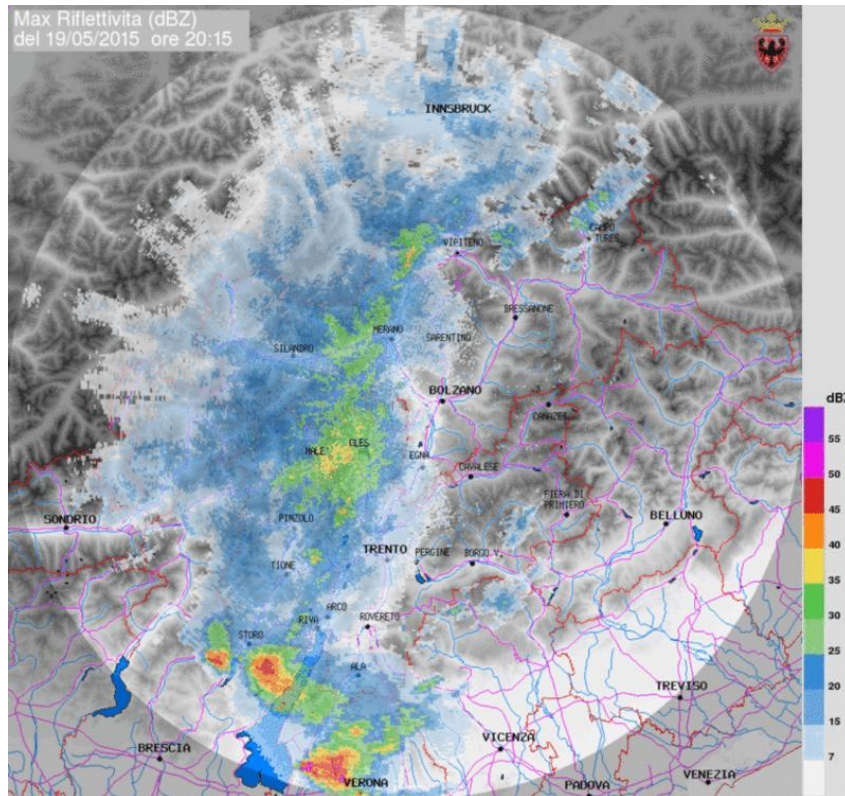 Max Riflettivita (dBZ)
del 19/05/2015 ore 20:15
INNSBRUCK
CAMPO
TURES
VIPITENO
BRESSANONE
MERANO
SARENTINO
SILANDRO
BOLZANO
dBZ
CANAZEI
55
MALE
CLES
EGNA
50
CAVALESE
45
FIERA DI
PRIMIERO
SONDRIO
PINZOLO
BELLUNO
40
TRENTO
PERGINE
BORGO V.
35
TIONE
30
ARCO
RIVA
ROVERETO
STORO
25
ALA
20
TREVISO
15
BRESCIA
VICENZA
7
VERONA
PADOVA
VENEZIA